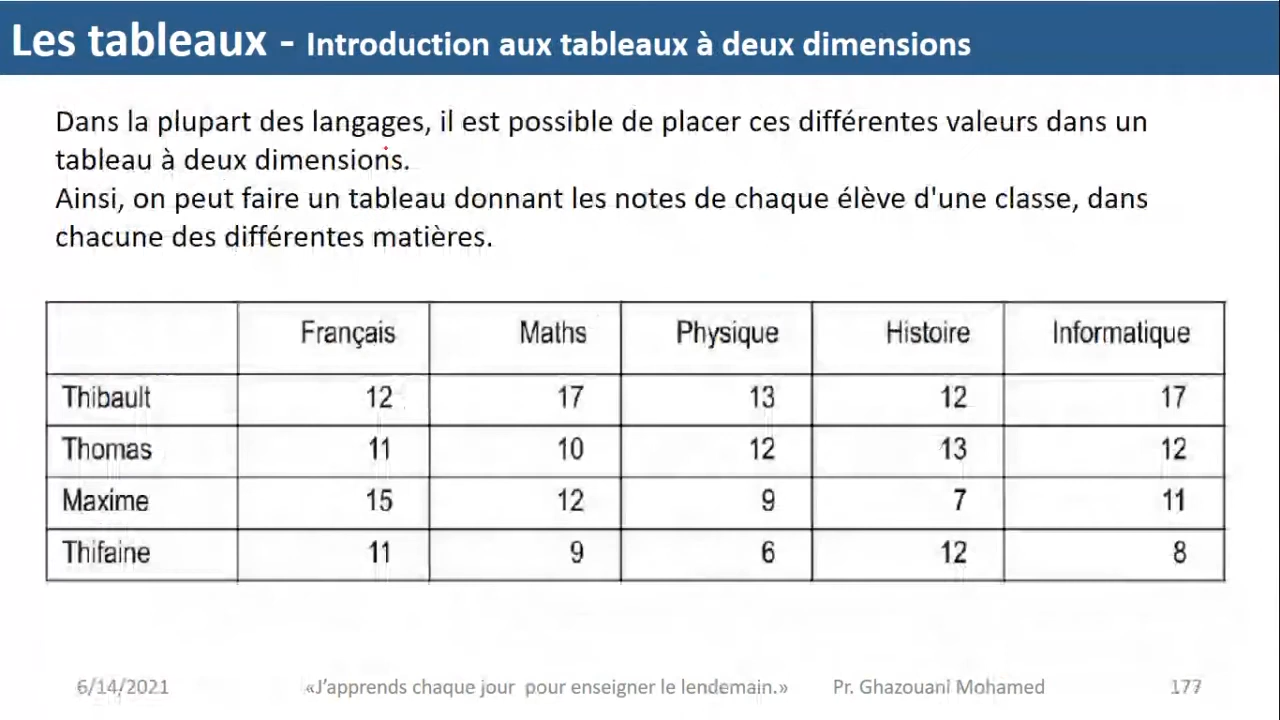 Les tableaux - Introduction aux tableaux à deux dimensions
Dans la plupart des langages, il est possible de placer ces différentes valeurs dans un
tableau à deux dimensions.
Ainsi, on peut faire un tableau donnant les notes de chaque élève d'une classe, dans
chacune des différentes matières.
Français Maths Physique Histoire Informatique
Thibault 12 17 13 12 17
Thomas 11 10 12 13 12
Maxime 15 12 9 7 11
Thifaine 11 9 6 12 8
6/14/2021 «J'apprends chaque jour pour enseigner le lendemain.» Pr. Ghazouani Mohamed 177